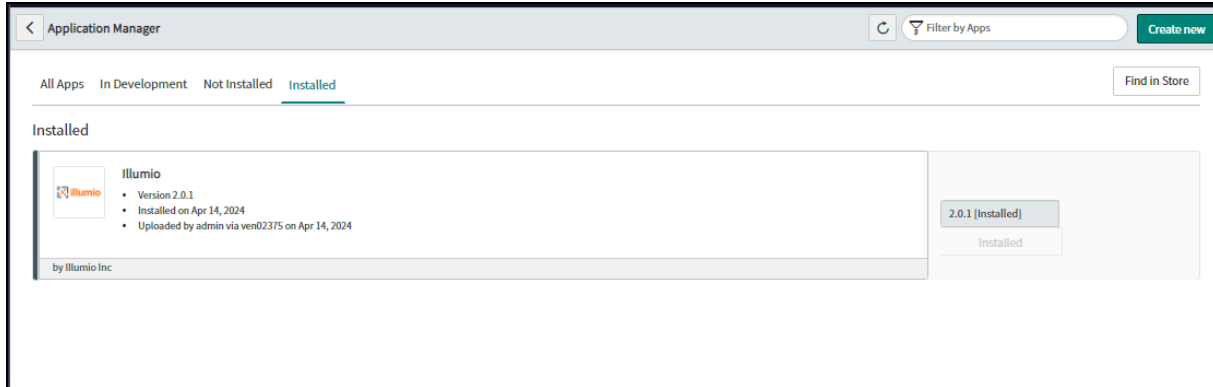 Application Manager
Filter by Apps
Create new
All Apps In Development Not Installed Installed
Find in Store
Installed
illumio
Illumio
Version 2.0.1
Installed on Apr 14, 2024
Uploaded by admin via ven02375 on Apr 14, 2024
2.0.1 [Installed]
Installed
by Illumio Inc